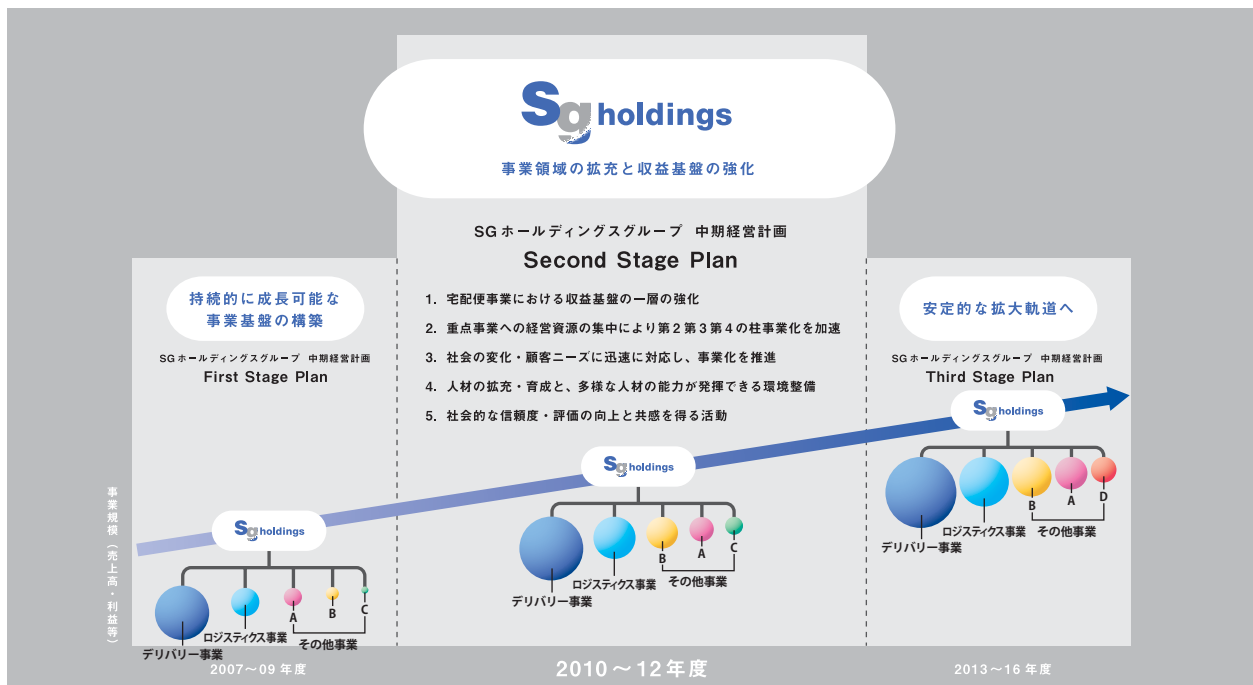 Sg holdings
事業領域の拡充と収益基盤の強化
SGホールディングスグループ 中期経営計画
Second Stage Plan
1. 宅配便事業における収益基盤の一層の強化
2. 重点事業への経営資源の集中により第2第3第4の柱事業化を加速
3. 社会の変化・顧客ニーズに迅速に対応し、事業化を推進
4. 人材の拡充・育成と、多様な人材の能力が発揮できる環境整備
5. 社会的な信頼度・評価の向上と共感を得る活動
持続的に成長可能な
事業基盤の構築
SGホールディングスグループ 中期経営計画
First Stage Plan
安定的な拡大軌道へ
SGホールディングスグループ 中期経営計画
Third Stage Plan
事業規模(売上高・利益等)
Sg holdings
デリバリー事業
ロジスティクス事業
A
B
C
その他事業
2007〜09年度
Sg holdings
デリバリー事業
ロジスティクス事業
B
A
C
その他事業
2010〜12年度
Sg holdings
デリバリー事業
ロジスティクス事業
B
A
D
その他事業
2013〜16年度